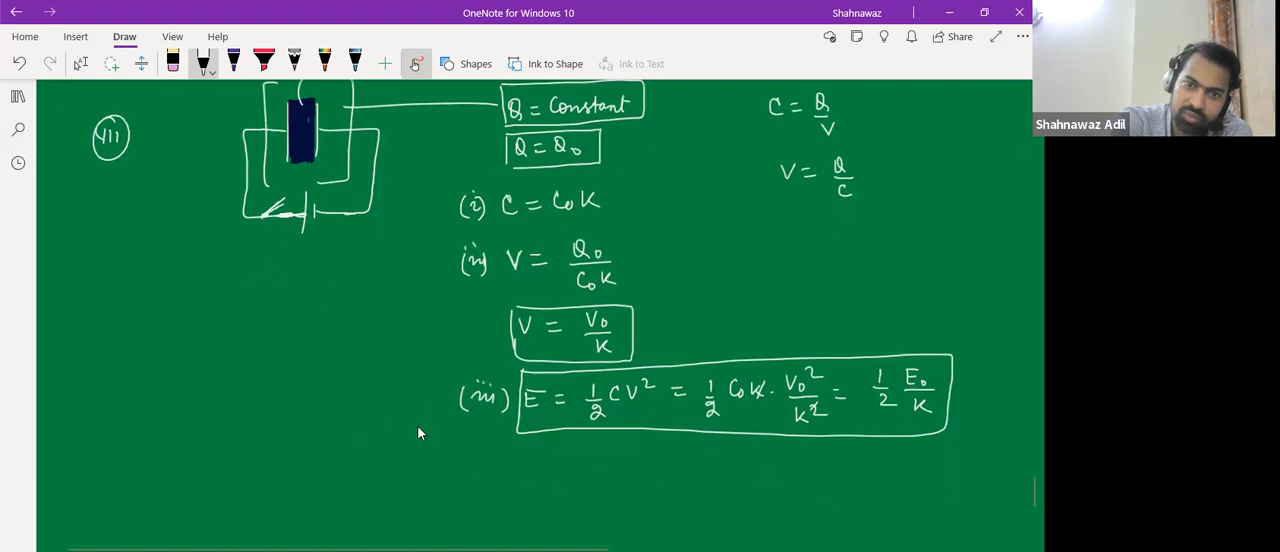 OneNote for Windows 10
Shahnawaz
Home Insert Draw View Help
Share
Shapes Ink to Shape Ink to Text
Shahnawaz Adil
Q = Constant
Q = Q₀
C = Q/V
V = Q/C
(i) C = C₀K
(ii) V = Q₀/C₀K
V = V₀/K
(iii) E = 1/2 CV² = 1/2 C₀K · V₀²/K² = 1/2 E₀/K